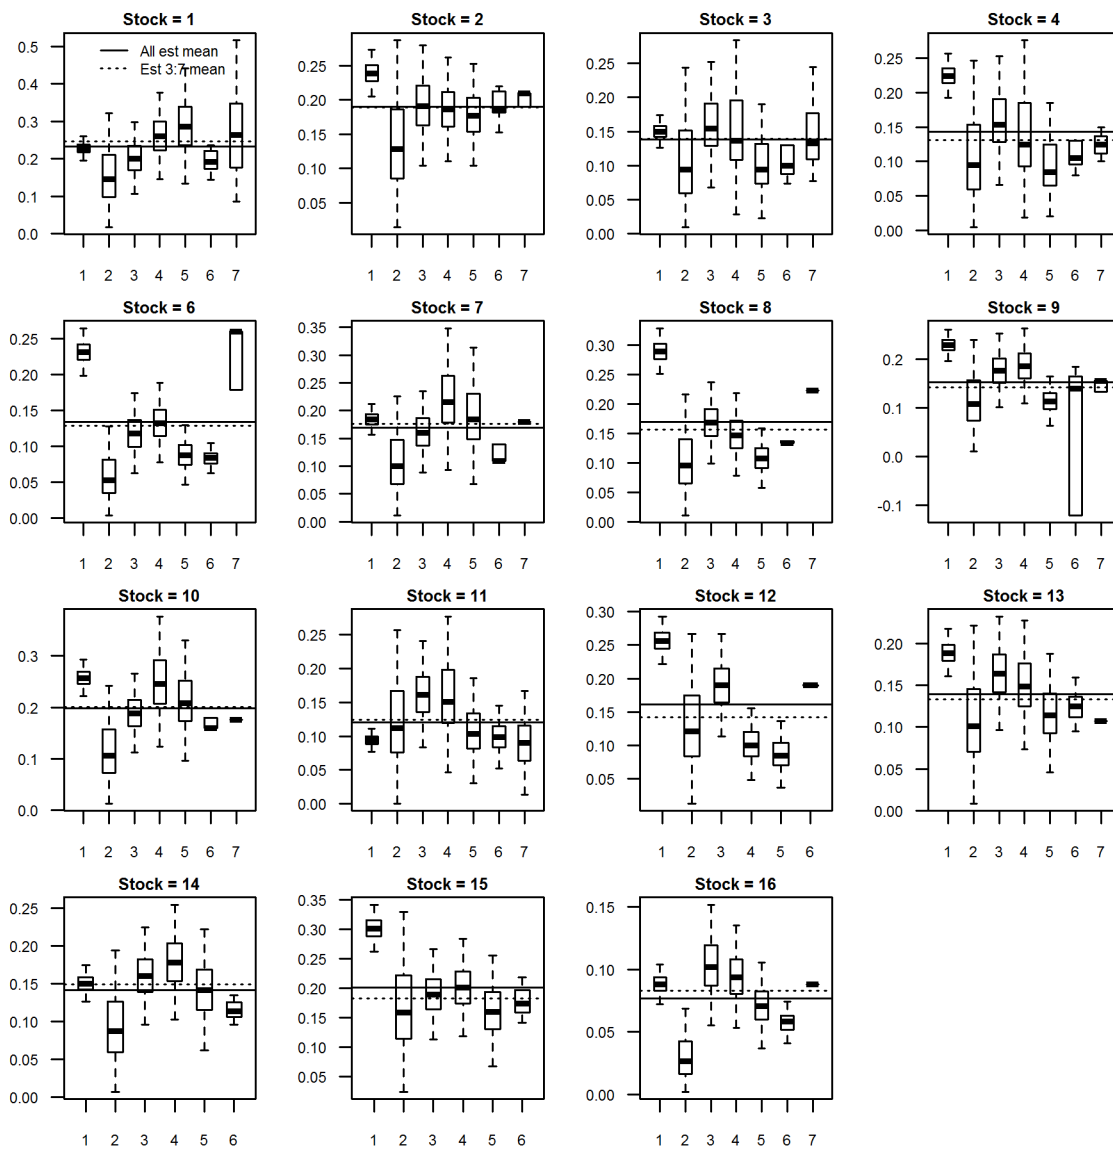 Stock = 1
Stock = 2
Stock = 3
Stock = 4
All est mean
Est 3:7 mean
0.5
0.4
0.3
0.2
0.1
0.0
0.25
0.20
0.15
0.10
0.05
0.25
0.20
0.15
0.10
0.05
0.00
0.25
0.20
0.15
0.10
0.05
0.00
1 2 3 4 5 6 7
1 2 3 4 5 6 7
1 2 3 4 5 6 7
1 2 3 4 5 6 7
Stock = 6
Stock = 7
Stock = 8
Stock = 9
0.25
0.20
0.15
0.10
0.05
0.00
0.35
0.30
0.25
0.20
0.15
0.10
0.05
0.00
0.30
0.25
0.20
0.15
0.10
0.05
0.00
0.2
0.1
0.0
-0.1
1 2 3 4 5 6 7
1 2 3 4 5 6 7
1 2 3 4 5 6 7
1 2 3 4 5 6 7
Stock = 10
Stock = 11
Stock = 12
Stock = 13
0.3
0.2
0.1
0.0
0.25
0.20
0.15
0.10
0.05
0.00
0.30
0.25
0.20
0.15
0.10
0.05
0.20
0.15
0.10
0.05
0.00
1 2 3 4 5 6 7
1 2 3 4 5 6 7
1 2 3 4 5 6
1 2 3 4 5 6 7
Stock = 14
Stock = 15
Stock = 16
0.25
0.20
0.15
0.10
0.05
0.00
0.35
0.30
0.25
0.20
0.15
0.10
0.05
0.15
0.10
0.05
0.00
1 2 3 4 5 6
1 2 3 4 5 6
1 2 3 4 5 6 7